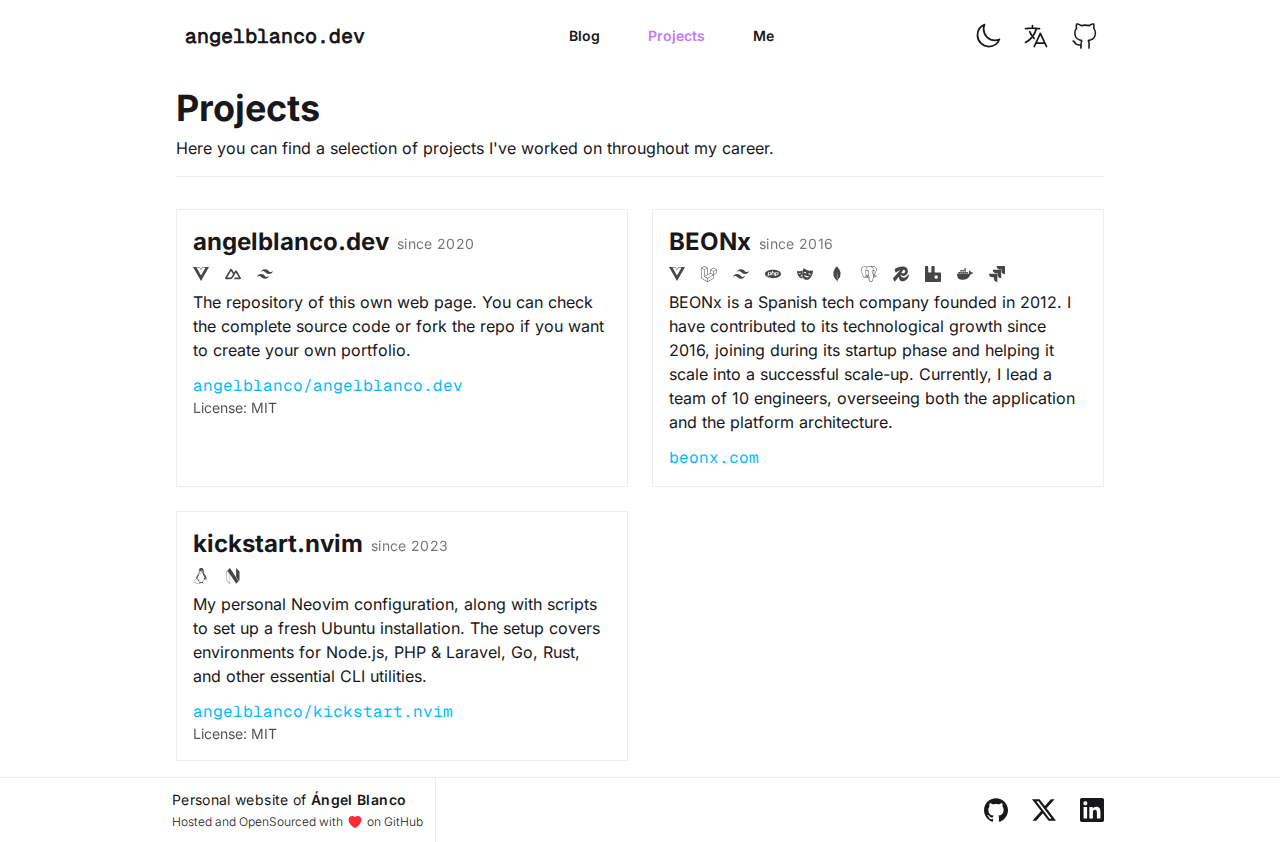 angelblanco.dev
Blog
Projects
Me
Projects
Here you can find a selection of projects I've worked on throughout my career.
angelblanco.dev since 2020
The repository of this own web page. You can check
the complete source code or fork the repo if you want
to create your own portfolio.
angelblanco/angelblanco.dev
License: MIT
BEONx since 2016
php
BEONx is a Spanish tech company founded in 2012. I
have contributed to its technological growth since
2016, joining during its startup phase and helping it
scale into a successful scale-up. Currently, I lead a
team of 10 engineers, overseeing both the application
and the platform architecture.
beonx.com
kickstart.nvim since 2023
My personal Neovim configuration, along with scripts
to set up a fresh Ubuntu installation. The setup covers
environments for Node.js, PHP & Laravel, Go, Rust,
and other essential CLI utilities.
angelblanco/kickstart.nvim
License: MIT
Personal website of Ángel Blanco
Hosted and OpenSourced with ❤️ on GitHub